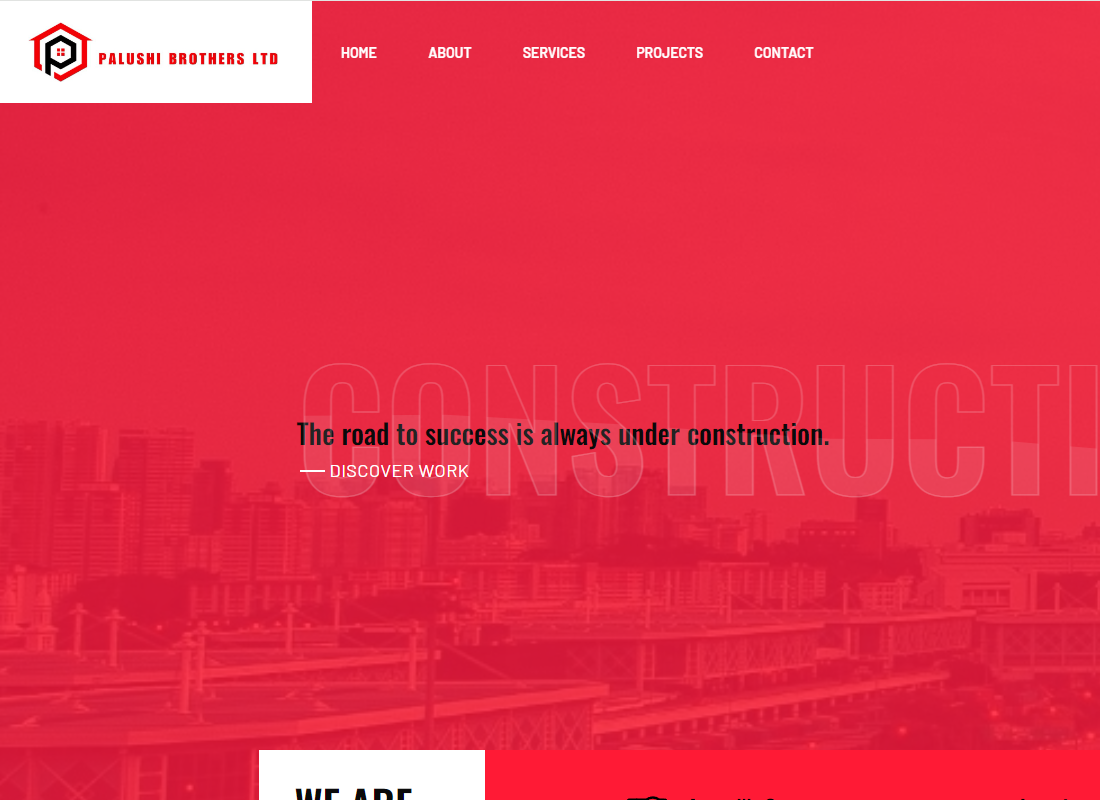 PALUSHI BROTHERS LTD
HOME
ABOUT
SERVICES
PROJECTS
CONTACT
CONSTRUCTI
The road to success is always under construction.
DISCOVER WORK
WE ARE